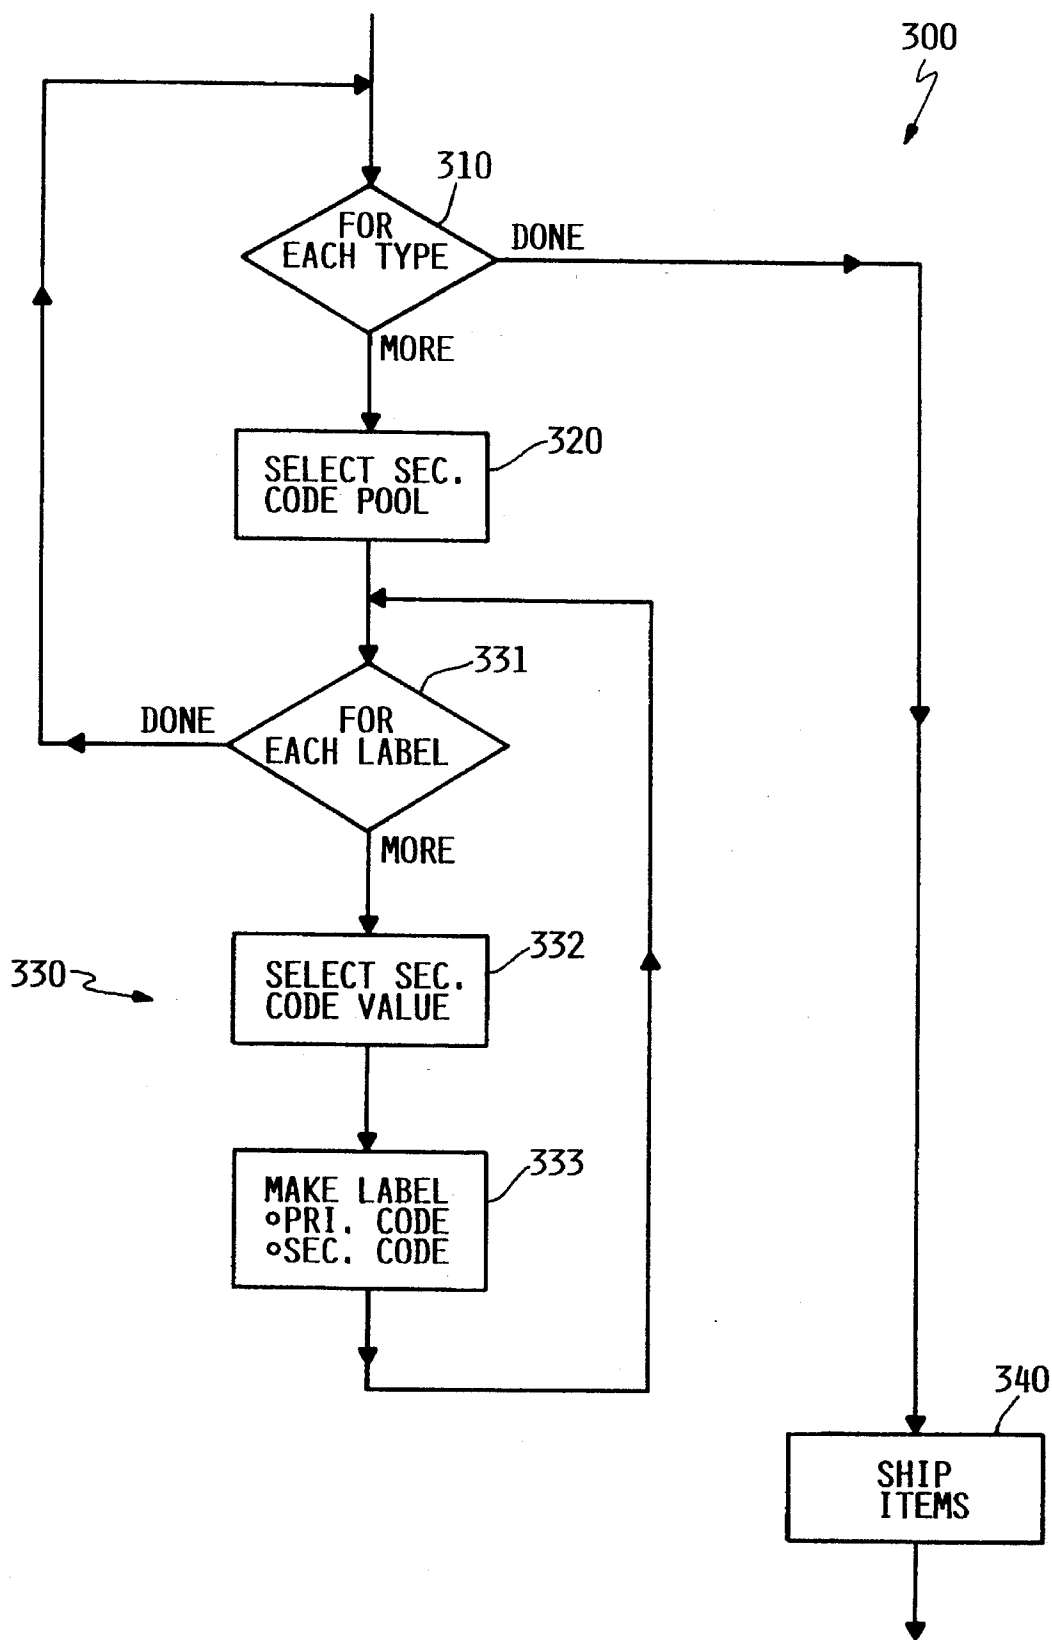 300
310
FOR
EACH TYPE
DONE
MORE
320
SELECT SEC.
CODE POOL
331
DONE
FOR
EACH LABEL
MORE
330
332
SELECT SEC.
CODE VALUE
333
MAKE LABEL
∘PRI. CODE
∘SEC. CODE
340
SHIP
ITEMS